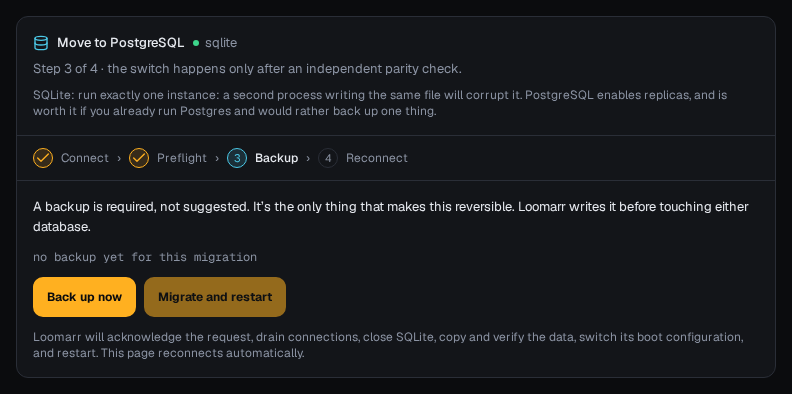 Move to PostgreSQL sqlite
Step 3 of 4 · the switch happens only after an independent parity check.
SQLite: run exactly one instance: a second process writing the same file will corrupt it. PostgreSQL enables replicas, and is
worth it if you already run Postgres and would rather back up one thing.
Connect › Preflight › 3 Backup › 4 Reconnect
A backup is required, not suggested. It's the only thing that makes this reversible. Loomarr writes it before touching either
database.
no backup yet for this migration
Back up now Migrate and restart
Loomarr will acknowledge the request, drain connections, close SQLite, copy and verify the data, switch its boot configuration,
and restart. This page reconnects automatically.